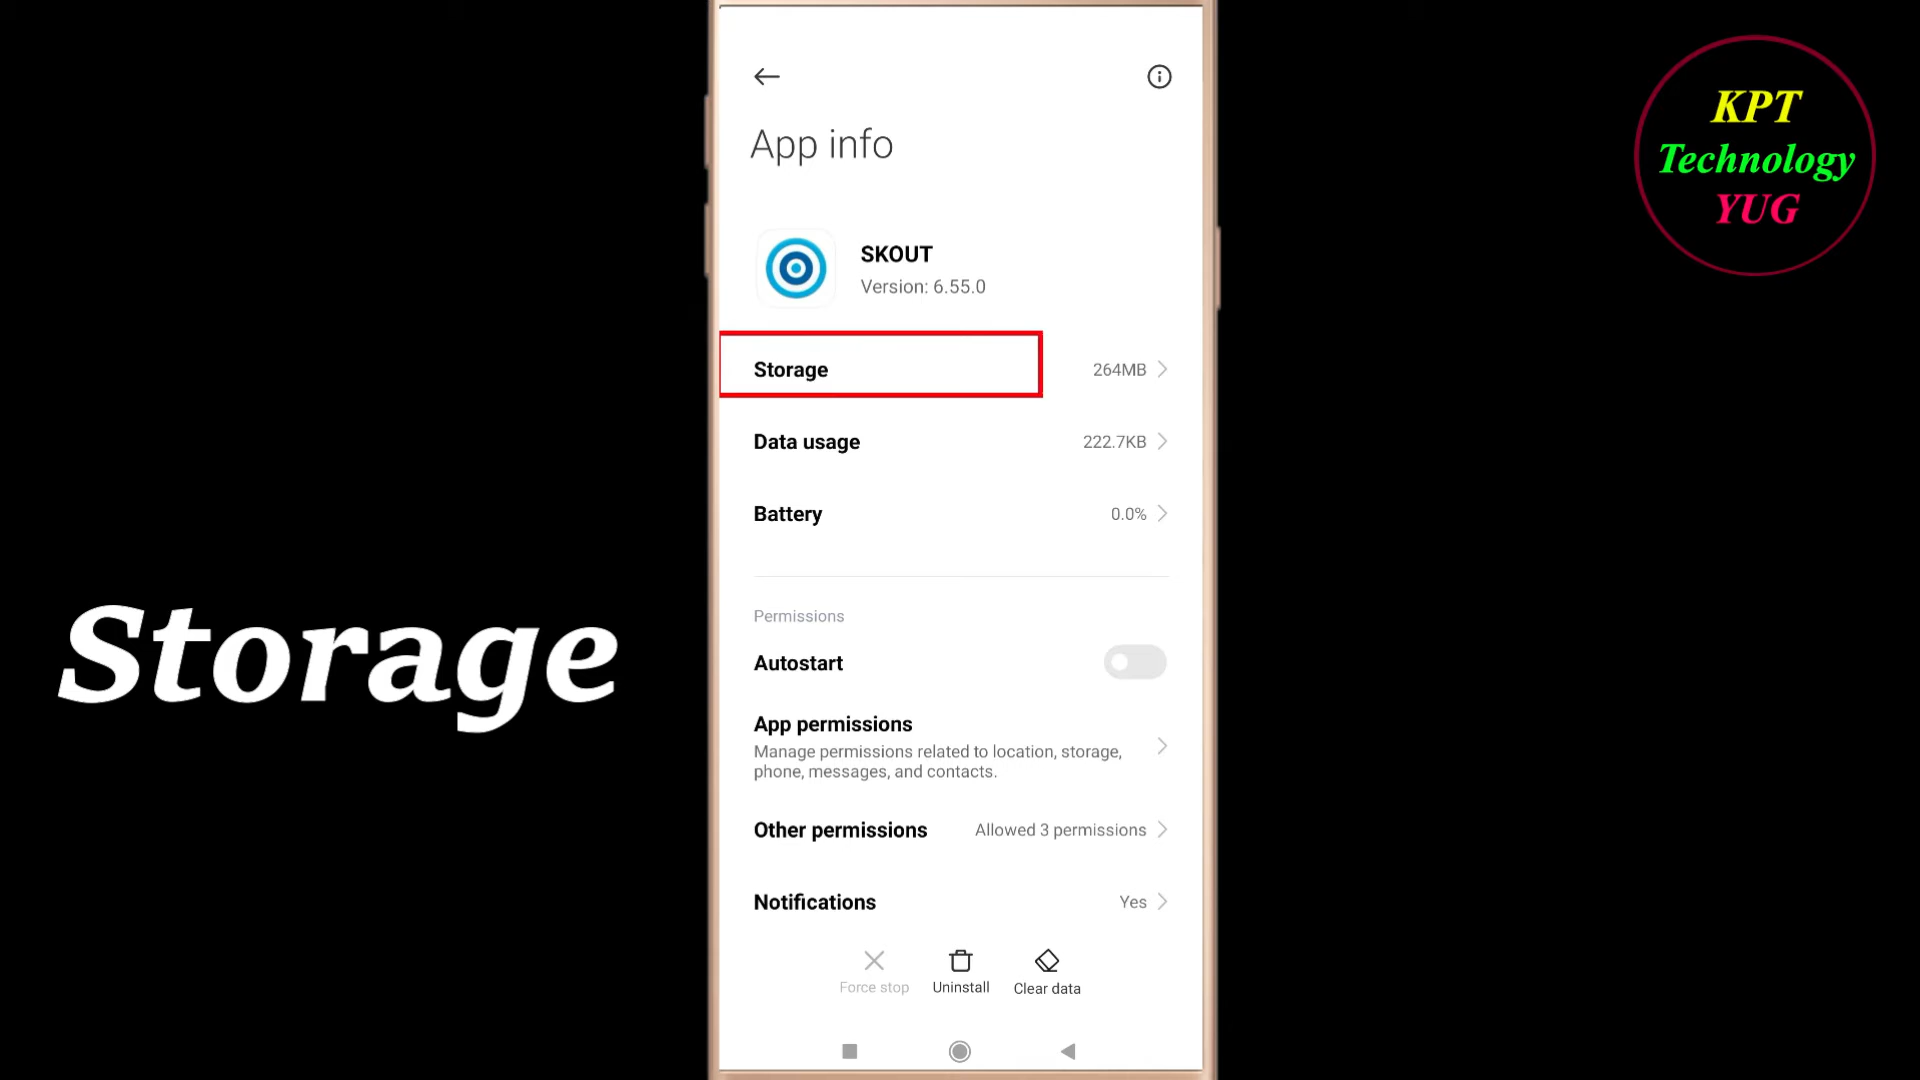 App info
SKOUT
Version: 6.55.0
Storage 264MB
Data usage 222.7KB
Battery 0.0%
Permissions
Autostart
App permissions
Manage permissions related to location, storage,
phone, messages, and contacts.
Other permissions Allowed 3 permissions
Notifications Yes
Force stop Uninstall Clear data
Storage
KPT
Technology
YUG